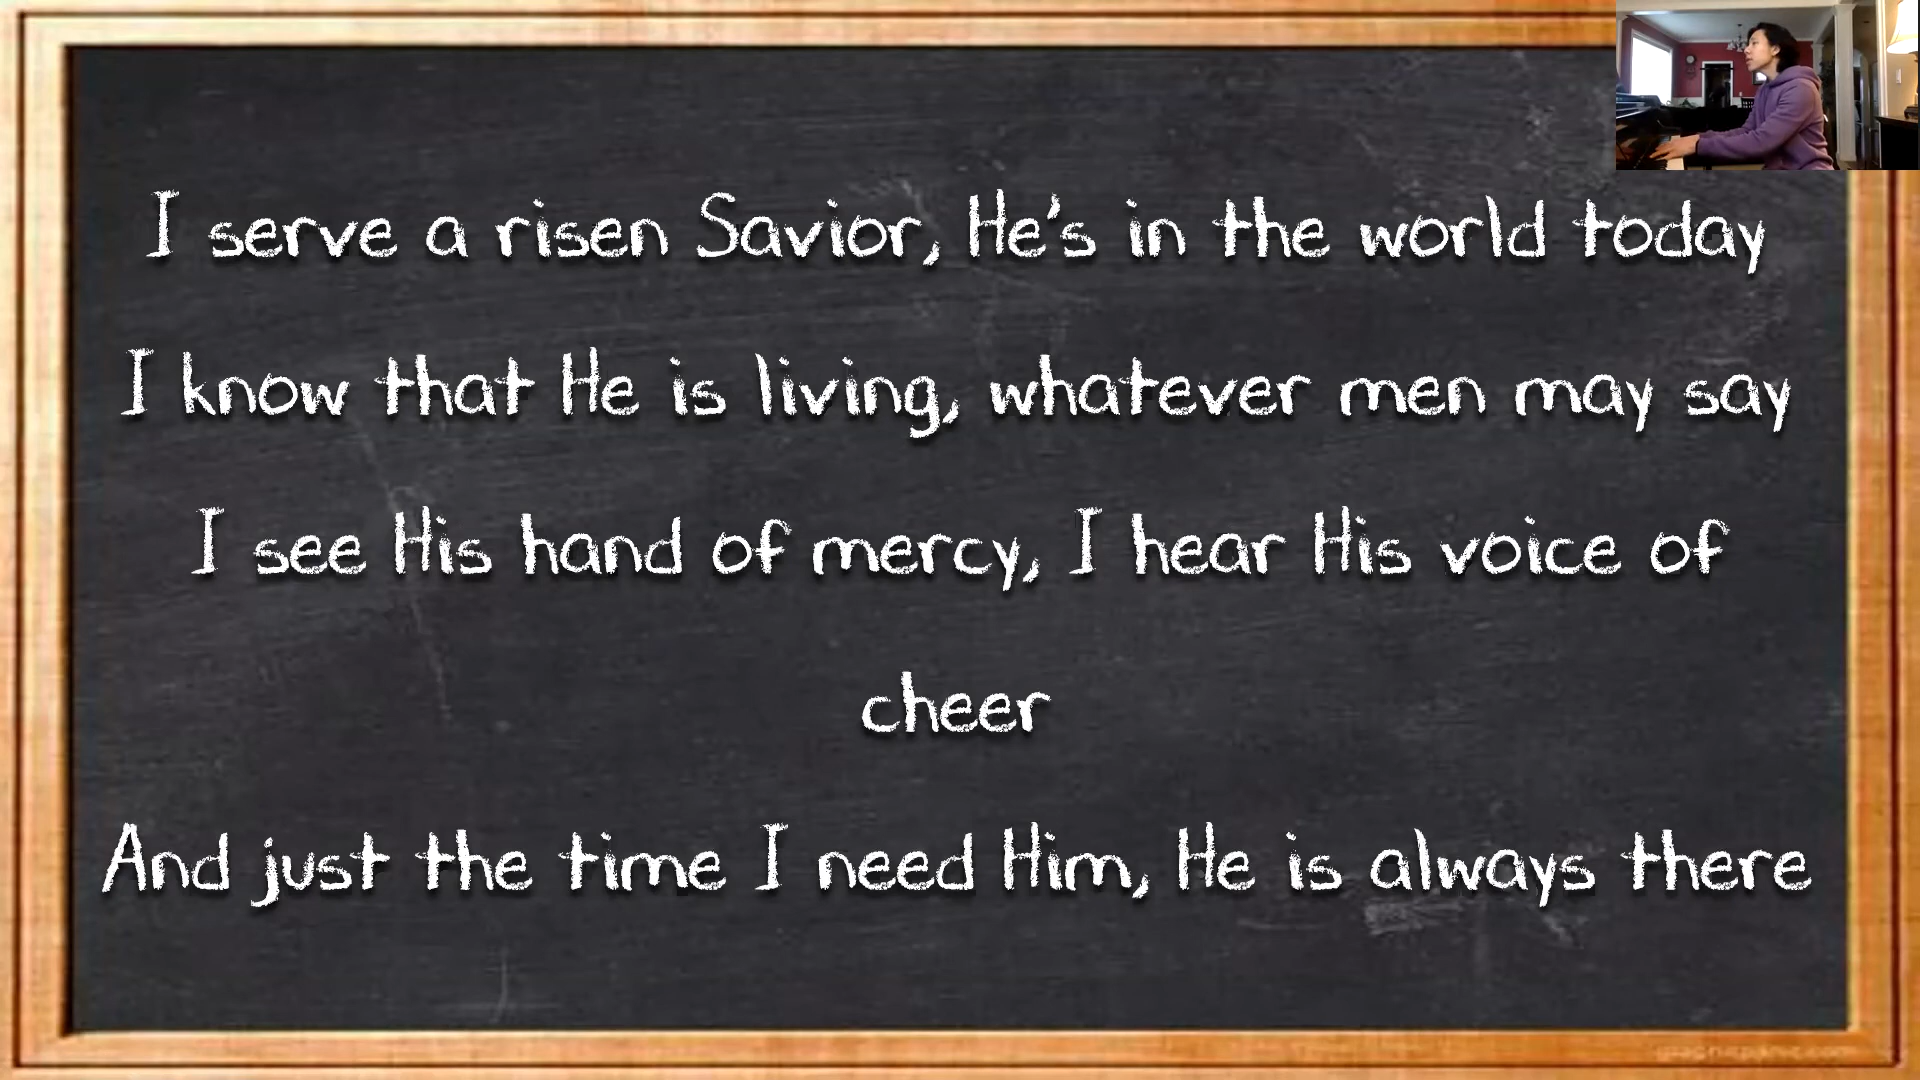 I serve a risen Savior, He's in the world today
I know that He is living, whatever men may say
I see His hand of mercy, I hear His voice of
cheer
And just the time I need Him, He is always there